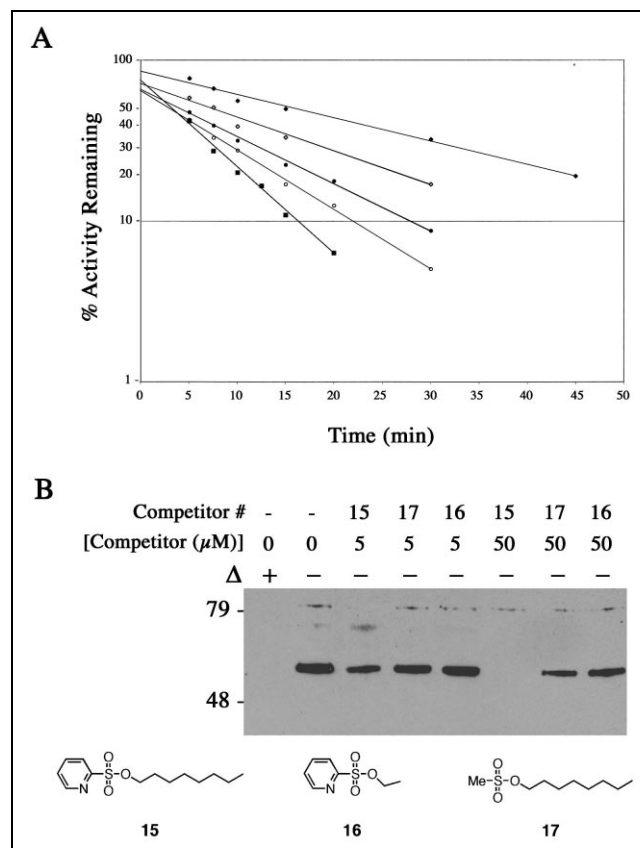 A
100
50
40
30
20
10
1
% Activity Remaining
0 5 10 15 20 25 30 35 40 45 50
Time (min)
B
Competitor # - - 15 17 16 15 17 16
[Competitor (µM)] 0 0 5 5 5 50 50 50
Δ + – – – – – – –
79 -
48 -
O
S
O
O
N
15
O
S
O
O
N
16
O
Me S
O
O
17